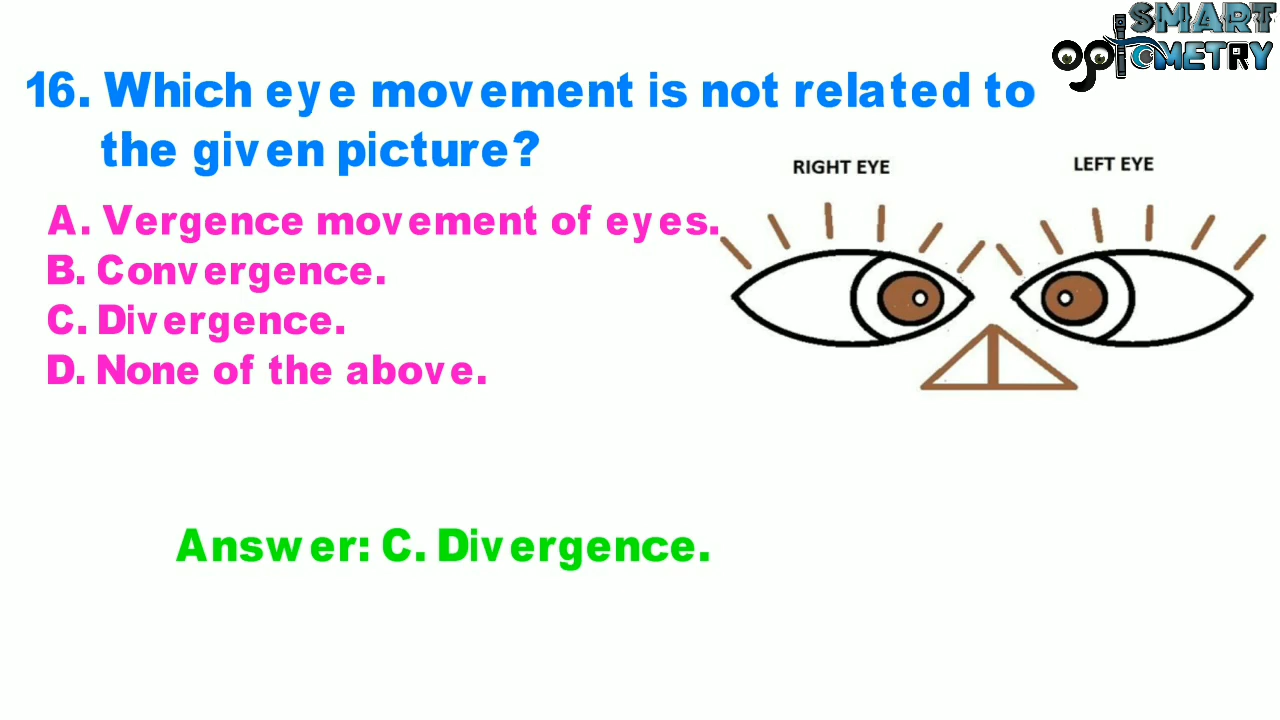 SMART
OPTOMETRY
16. Which eye movement is not related to
the given picture?
RIGHT EYE
LEFT EYE
A. Vergence movement of eyes.
B. Convergence.
C. Divergence.
D. None of the above.
Answer: C. Divergence.